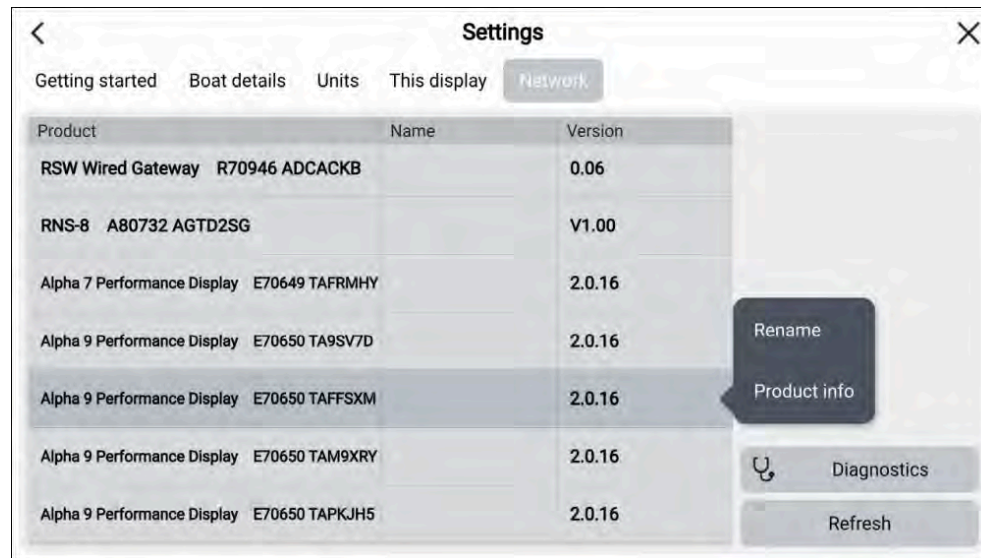 Settings
Getting started Boat details Units This display Network
Product Name Version
RSW Wired Gateway R70946 ADCACKB 0.06
RNS-8 A80732 AGTD2SG V1.00
Alpha 7 Performance Display E70649 TAFRMHY 2.0.16
Alpha 9 Performance Display E70650 TA9SV7D 2.0.16
Rename
Alpha 9 Performance Display E70650 TAFFSXM 2.0.16
Product info
Alpha 9 Performance Display E70650 TAM9XRY 2.0.16
Diagnostics
Alpha 9 Performance Display E70650 TAPKJH5 2.0.16
Refresh